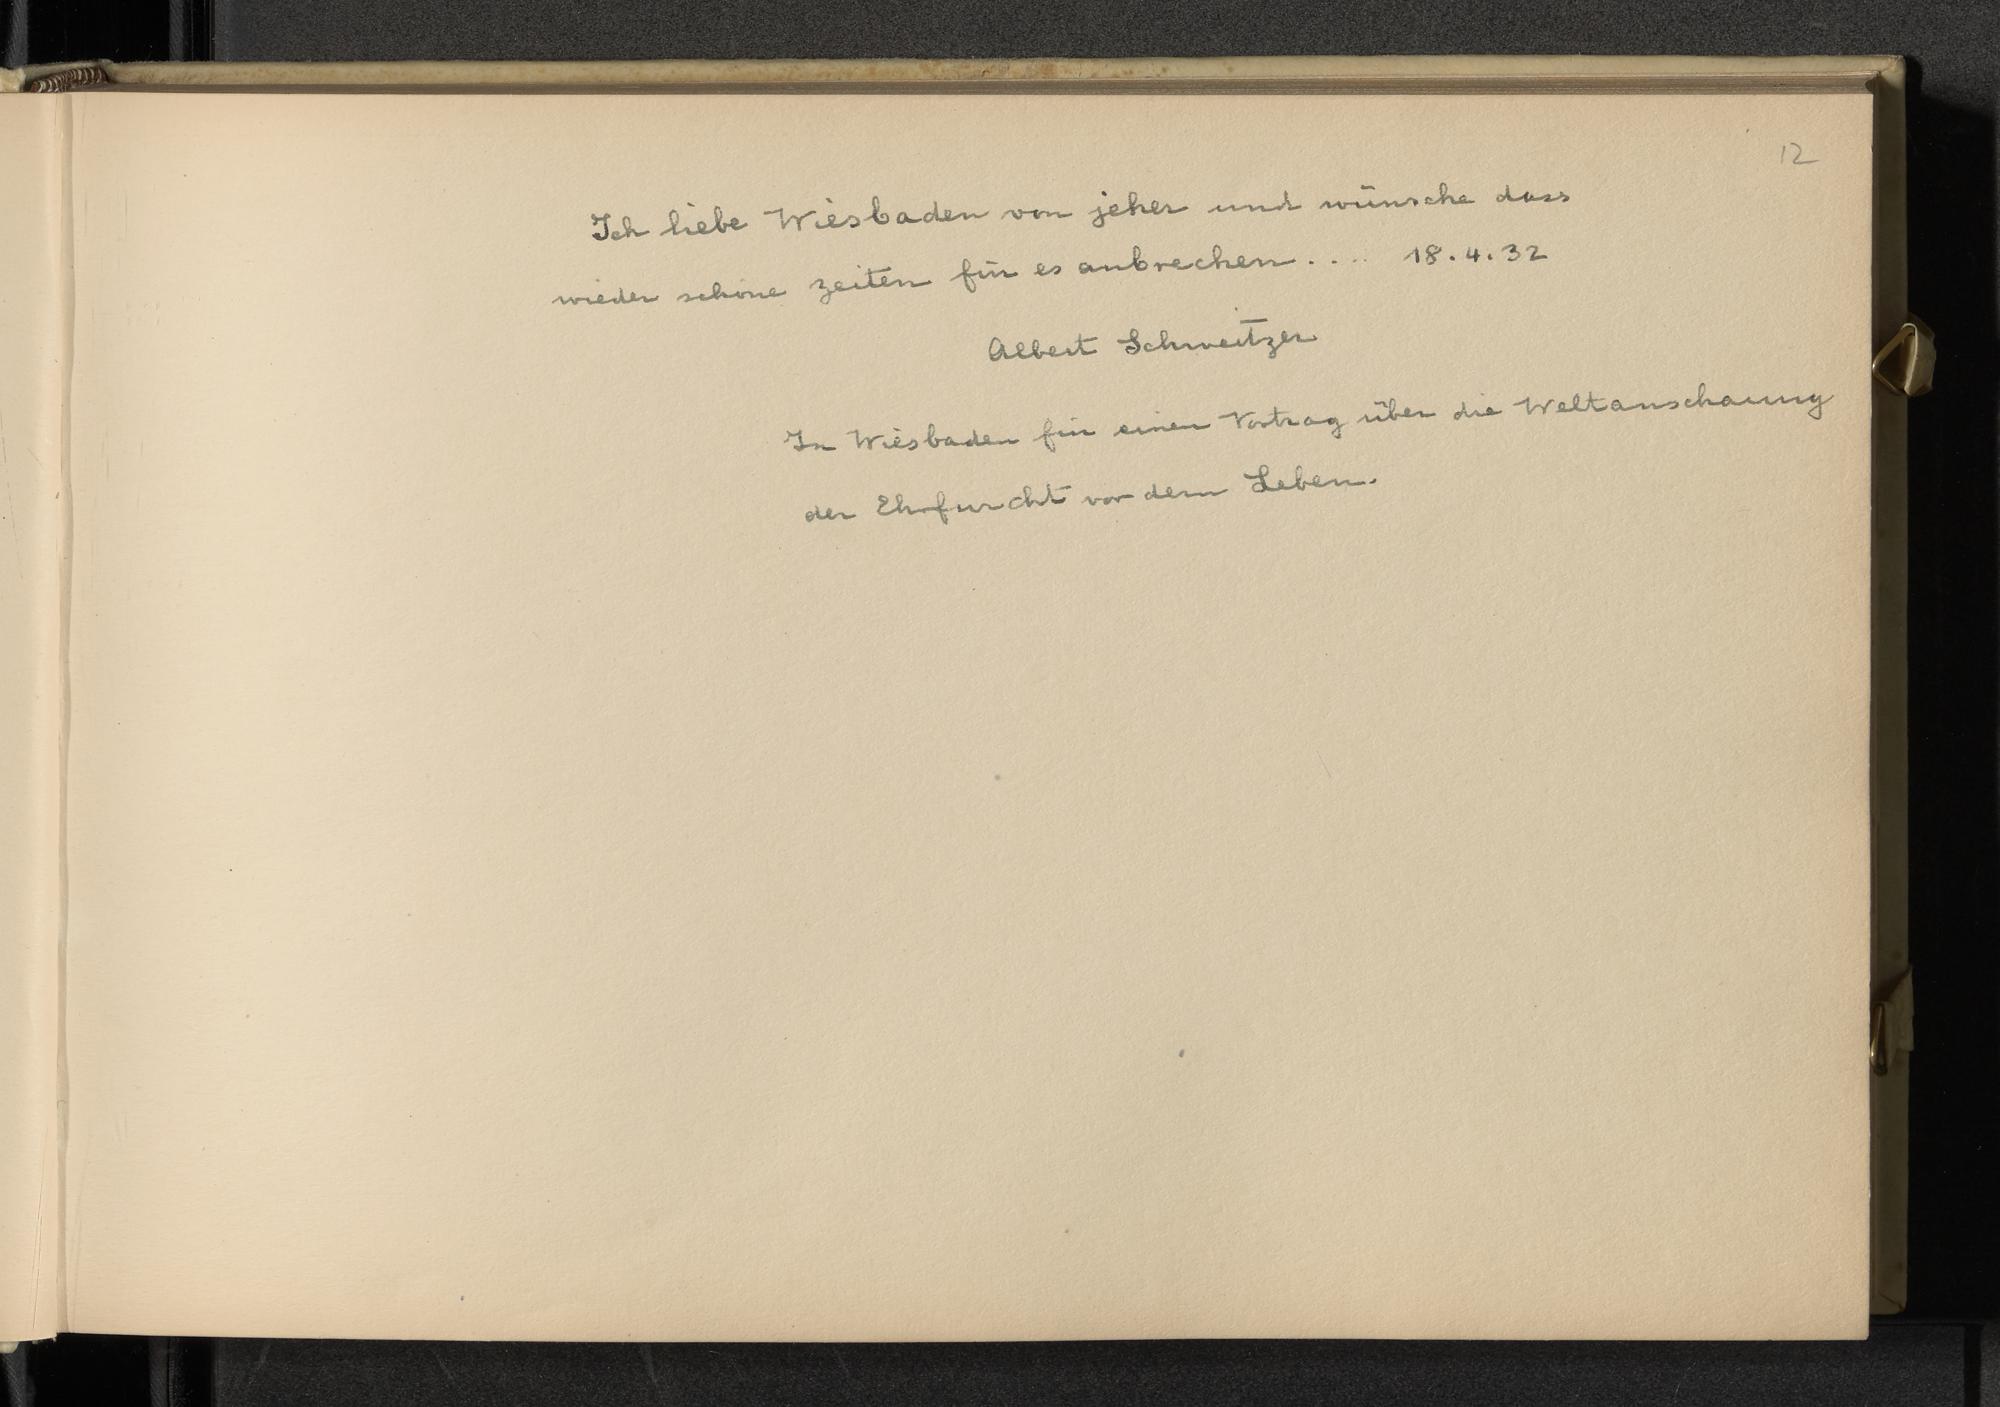 12
Ich liebe Wiesbaden von jeher und wünsche dass
wieder schöne Zeiten für es anbrechen.... 18.4.32
Albert Schweitzer
In Wiesbaden für einen Vortrag über die Weltanschauung
der Ehrfurcht vor dem Leben.